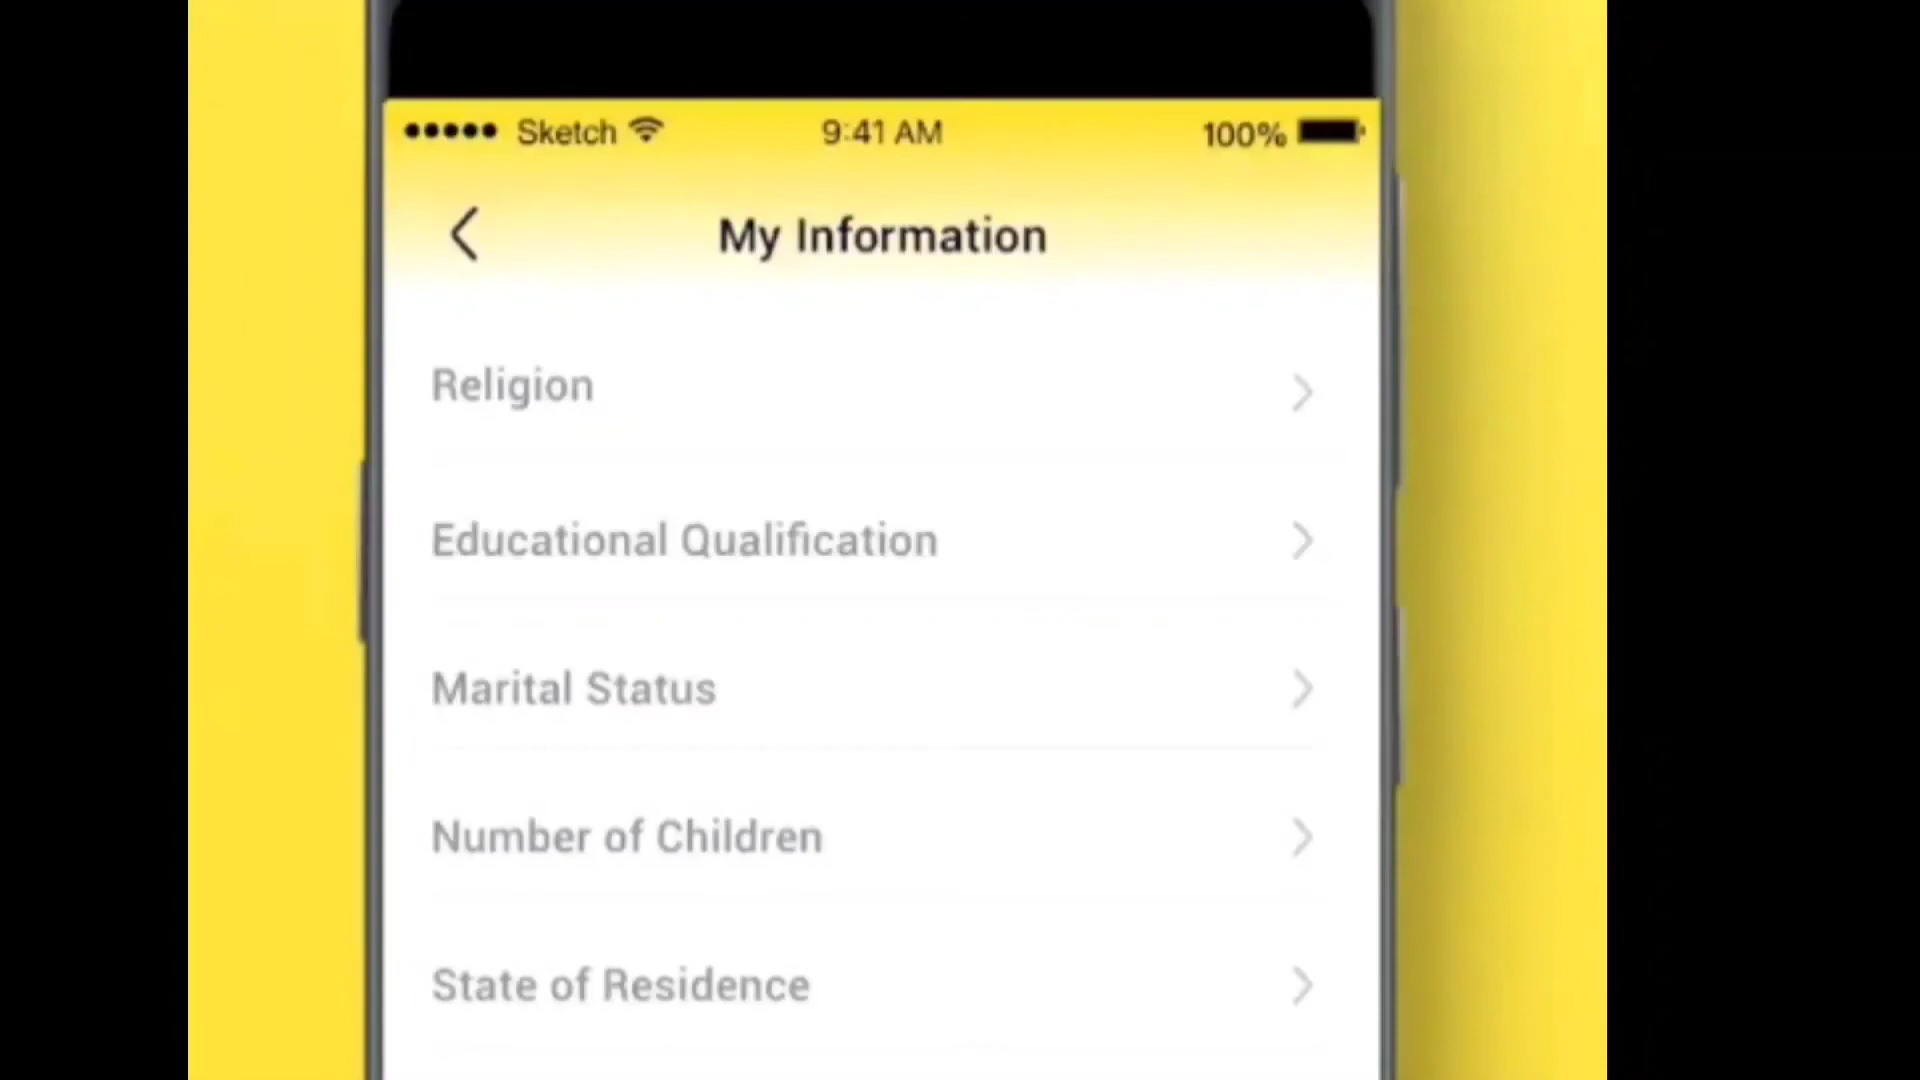 Sketch 9:41 AM 100%
My Information
Religion
Educational Qualification
Marital Status
Number of Children
State of Residence